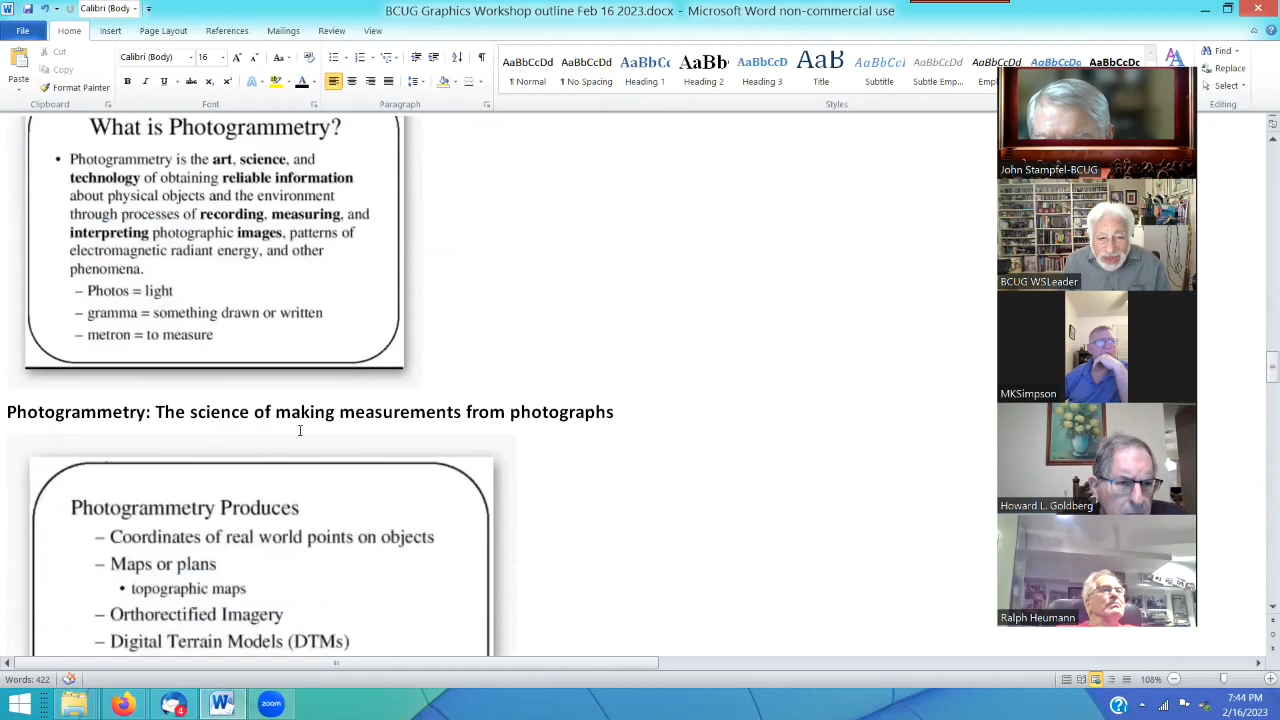 BCUG Graphics Workshop outline Feb 16 2023.docx - Microsoft Word non-commercial use
Calibri (Body)
File Home Insert Page Layout References Mailings Review View
Paste
Cut
Copy
Format Painter
Clipboard
Calibri (Body) 16
Font
Paragraph
AaBbCcDc AaBbCcDc AaBbCc AaBb AaBbCcD AaB AaBbCcL AaBbCcDd AaBbCcDd AaBbCcDd AaBbCcDc
¶ Normal ¶ No Spacing Heading 1 Heading 2 Heading 3 Title Subtitle Subtle Emp...
Styles
Find
Replace
Select
Editing
What is Photogrammetry?
• Photogrammetry is the art, science, and
technology of obtaining reliable information
about physical objects and the environment
through processes of recording, measuring, and
interpreting photographic images, patterns of
electromagnetic radiant energy, and other
phenomena.
– Photos = light
– gramma = something drawn or written
– metron = to measure
Photogrammetry: The science of making measurements from photographs
Photogrammetry Produces
– Coordinates of real world points on objects
– Maps or plans
• topographic maps
– Orthorectified Imagery
– Digital Terrain Models (DTMs)
John Stampfel-BCUG
BCUG WSLeader
MKSimpson
Howard L. Goldberg
Ralph Heumann
Words: 422
108%
4
zoom
7:44 PM
2/16/2023